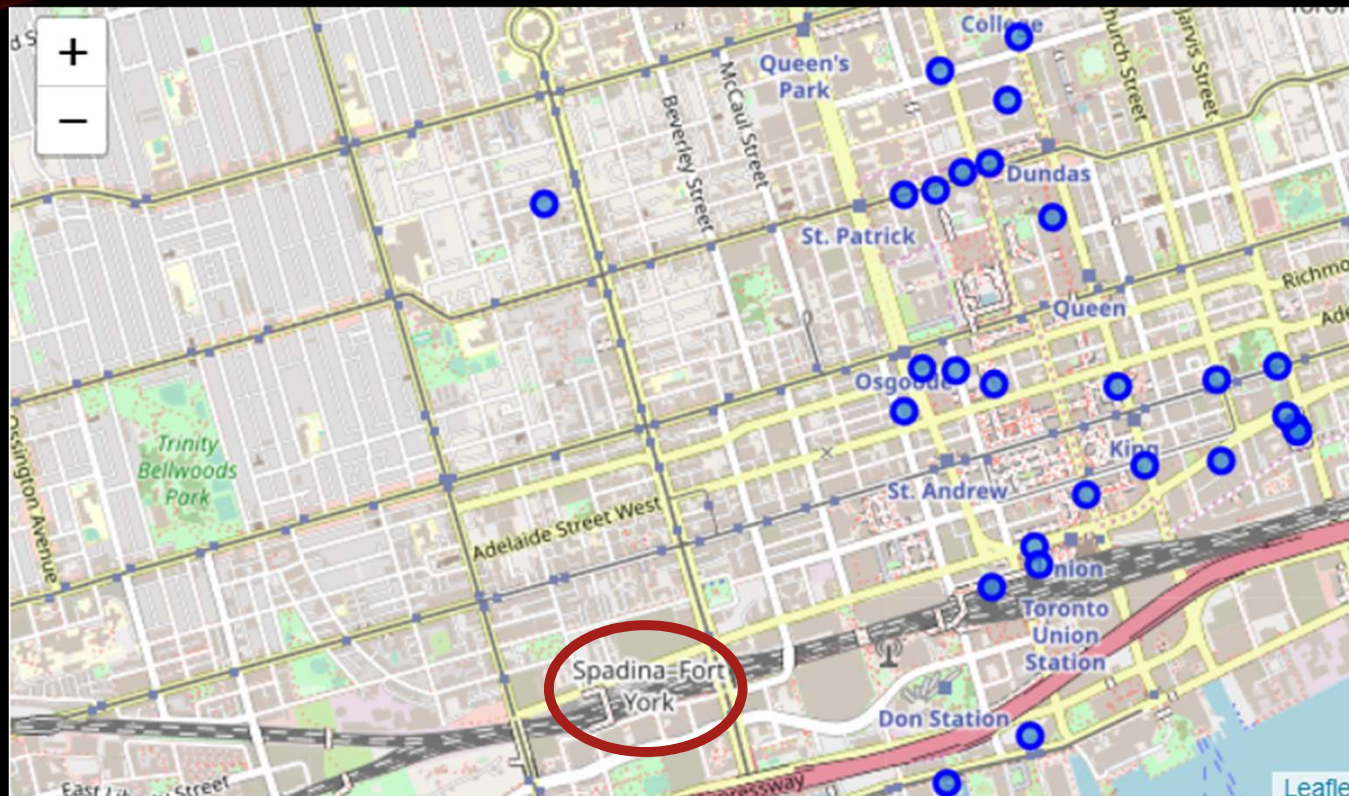 +
−
College
Queen's
Park
Beverley Street
McCaul Street
Church Street
Jarvis Street
Dundas
St. Patrick
Queen
Richmo
Ade
Osgoode
Trinity
Bellwoods
Park
Ossington Avenue
King
St. Andrew
Adelaide Street West
Union
Toronto
Union
Station
Spadina-Fort
York
Don Station
East Liberty Street
pressway
Leafle